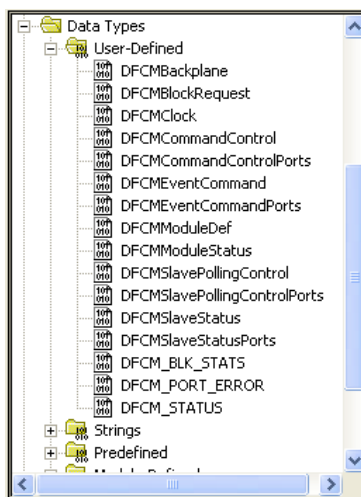 Data Types
User-Defined
DFCMBackplane
DFCMBlockRequest
DFCMClock
DFCMCommandControl
DFCMCommandControlPorts
DFCMEventCommand
DFCMEventCommandPorts
DFCMModuleDef
DFCMModuleStatus
DFCMSlavePollingControl
DFCMSlavePollingControlPorts
DFCMSlaveStatus
DFCMSlaveStatusPorts
DFCM_BLK_STATS
DFCM_PORT_ERROR
DFCM_STATUS
Strings
Predefined